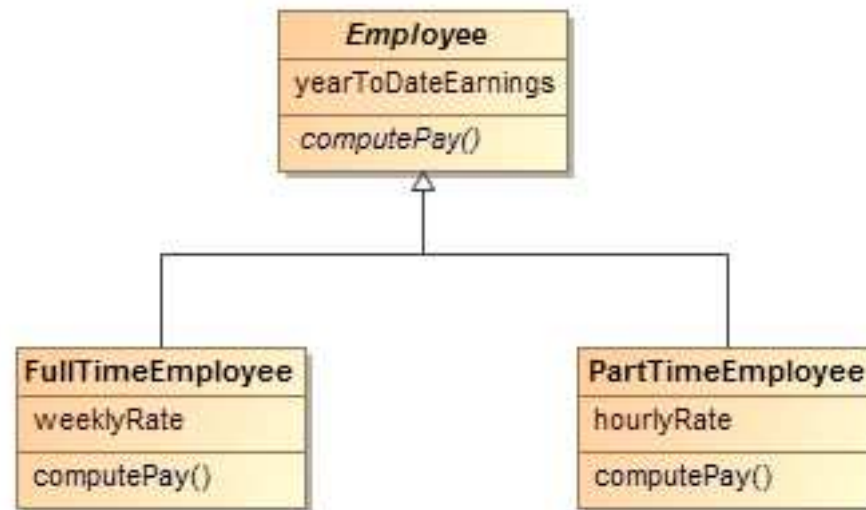 Employee
yearToDateEarnings
computePay()
FullTimeEmployee
weeklyRate
computePay()
PartTimeEmployee
hourlyRate
computePay()